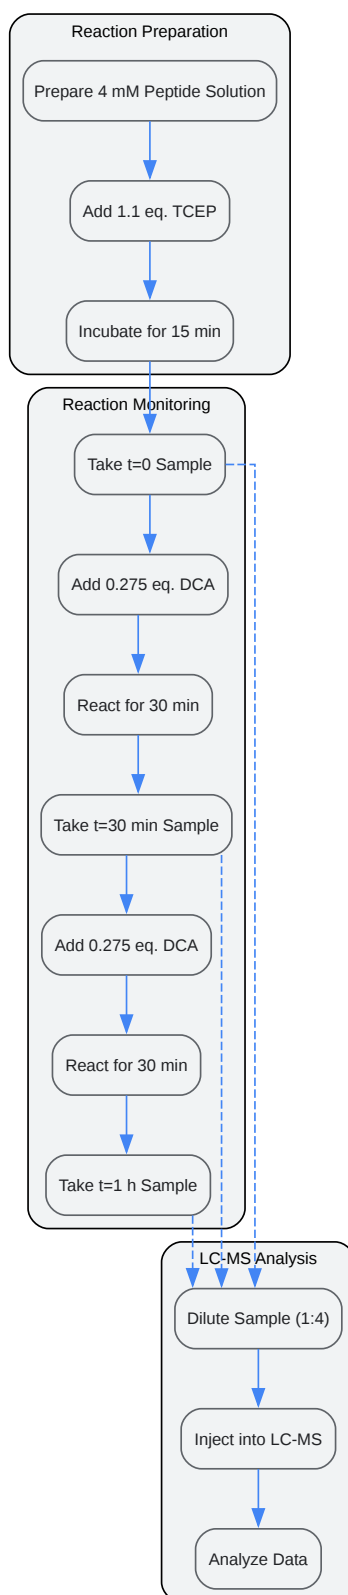 Reaction Preparation
Prepare 4 mM Peptide Solution
Add 1.1 eq. TCEP
Incubate for 15 min
Reaction Monitoring
Take t=0 Sample
Add 0.275 eq. DCA
React for 30 min
Take t=30 min Sample
Add 0.275 eq. DCA
React for 30 min
Take t=1 h Sample
LC-MS Analysis
Dilute Sample (1:4)
Inject into LC-MS
Analyze Data